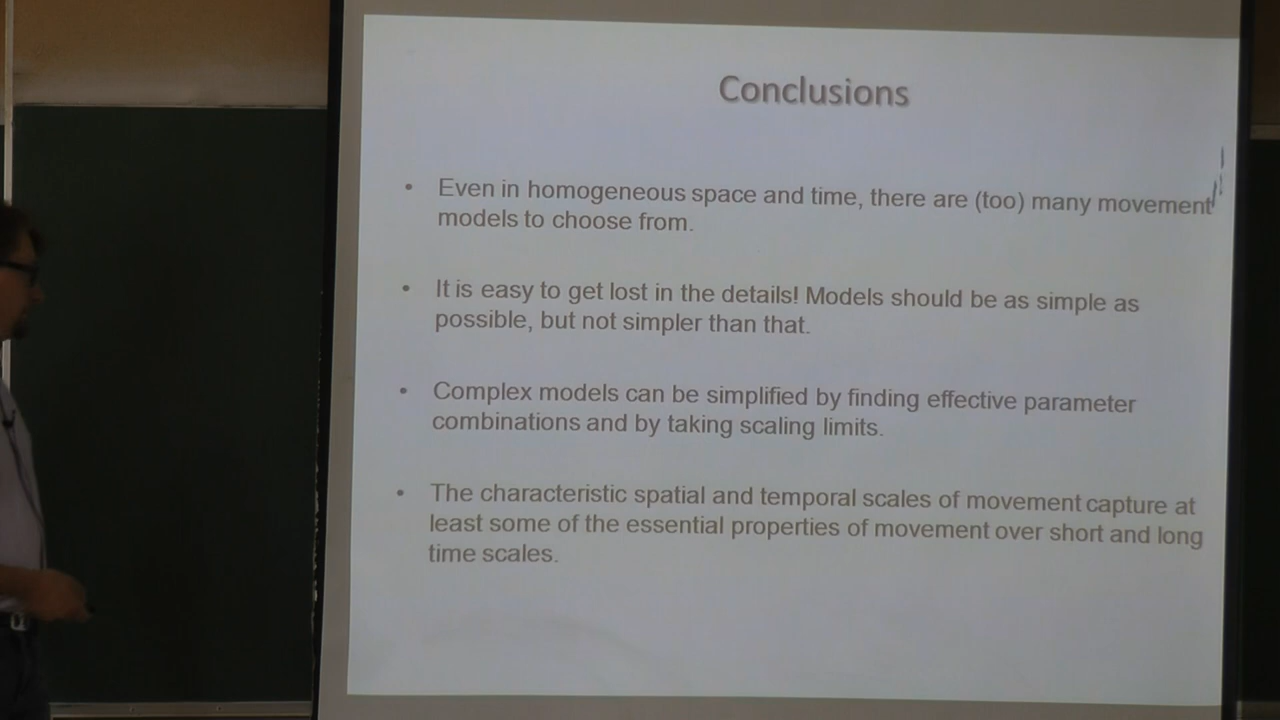 Conclusions
• Even in homogeneous space and time, there are (too) many movement
models to choose from.
• It is easy to get lost in the details! Models should be as simple as
possible, but not simpler than that.
• Complex models can be simplified by finding effective parameter
combinations and by taking scaling limits.
• The characteristic spatial and temporal scales of movement capture at
least some of the essential properties of movement over short and long
time scales.